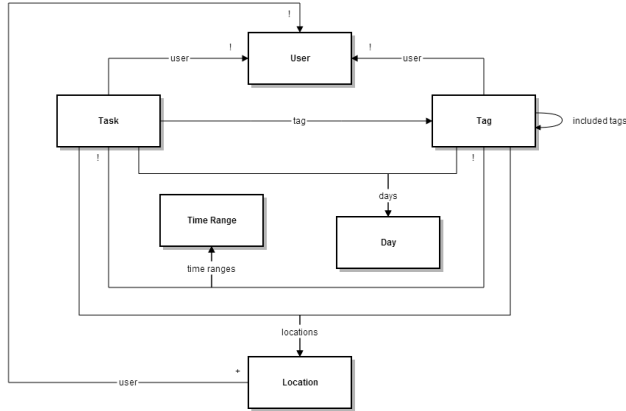 !
User
user
!
!
user
Task
tag
Tag
included tags
!
!
days
Time Range
Day
time ranges
locations
+
user
Location